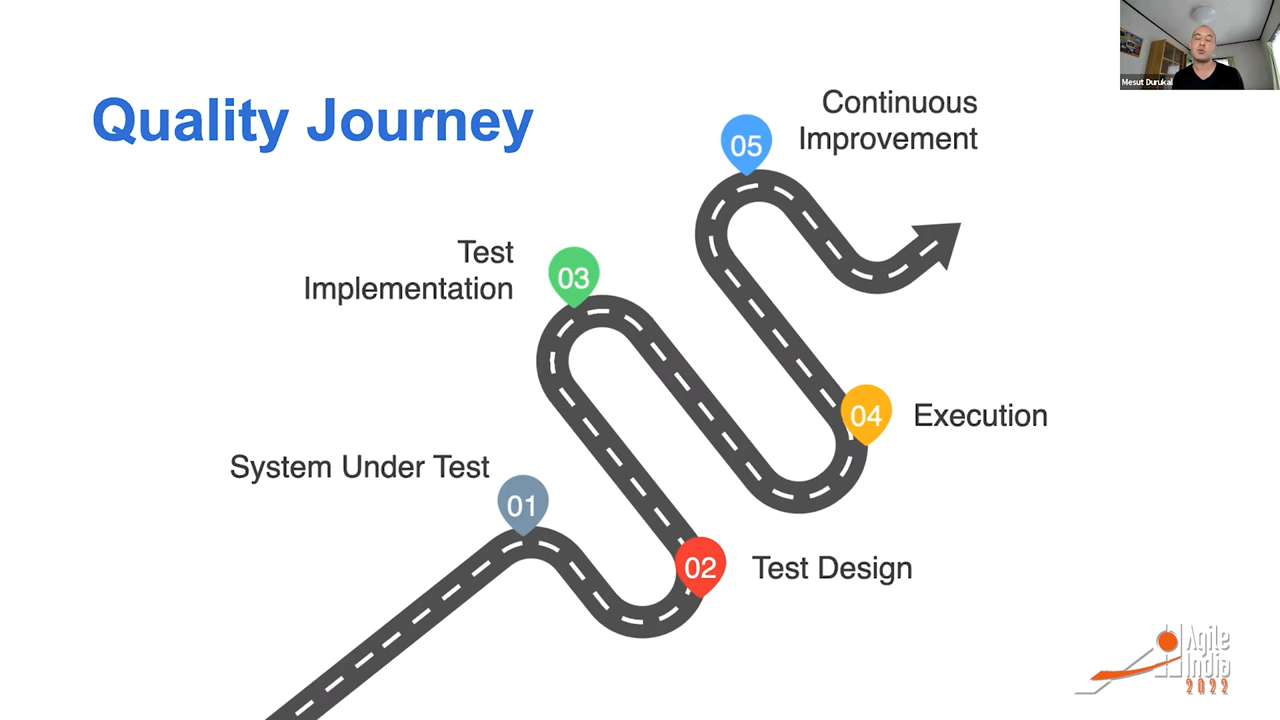 Quality Journey
Mesut Durukal
01
System Under Test
02
Test Design
03
Test
Implementation
04
Execution
05
Continuous
Improvement
Agile
India
2022